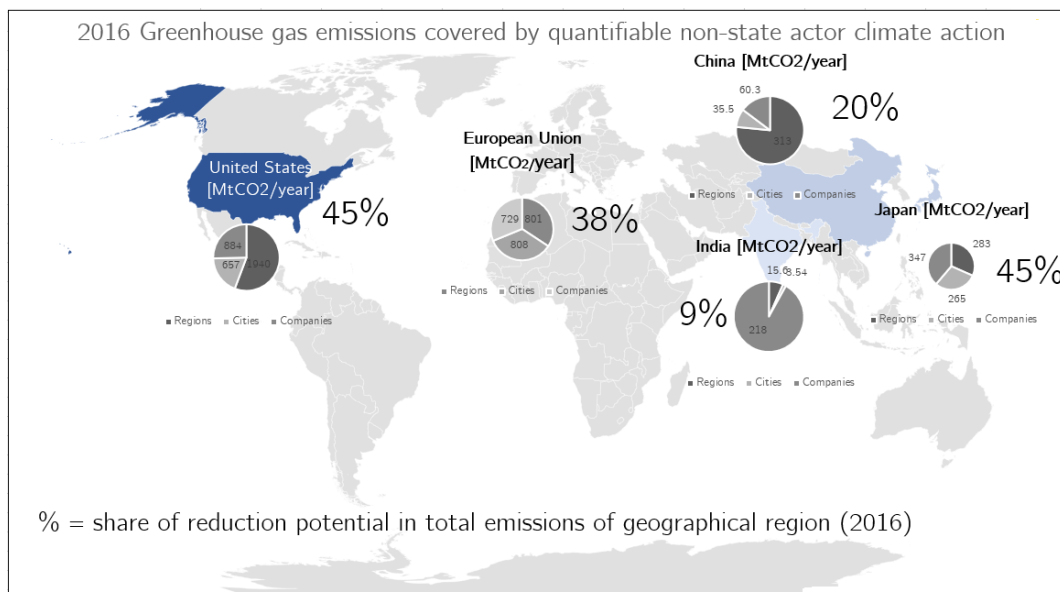 2016 Greenhouse gas emissions covered by quantifiable non-state actor climate action
China [MtCO2/year]
60.3
35.5
313
20%
Regions Cities Companies
European Union
[MtCO₂/year]
729 801
808
38%
Regions Cities Companies
United States
[MtCO2/year]
45%
884
657 1940
Regions Cities Companies
Japan [MtCO2/year]
283
347
265
45%
Regions Cities Companies
India [MtCO2/year]
15.6
3.54
218
9%
Regions Cities Companies
% = share of reduction potential in total emissions of geographical region (2016)